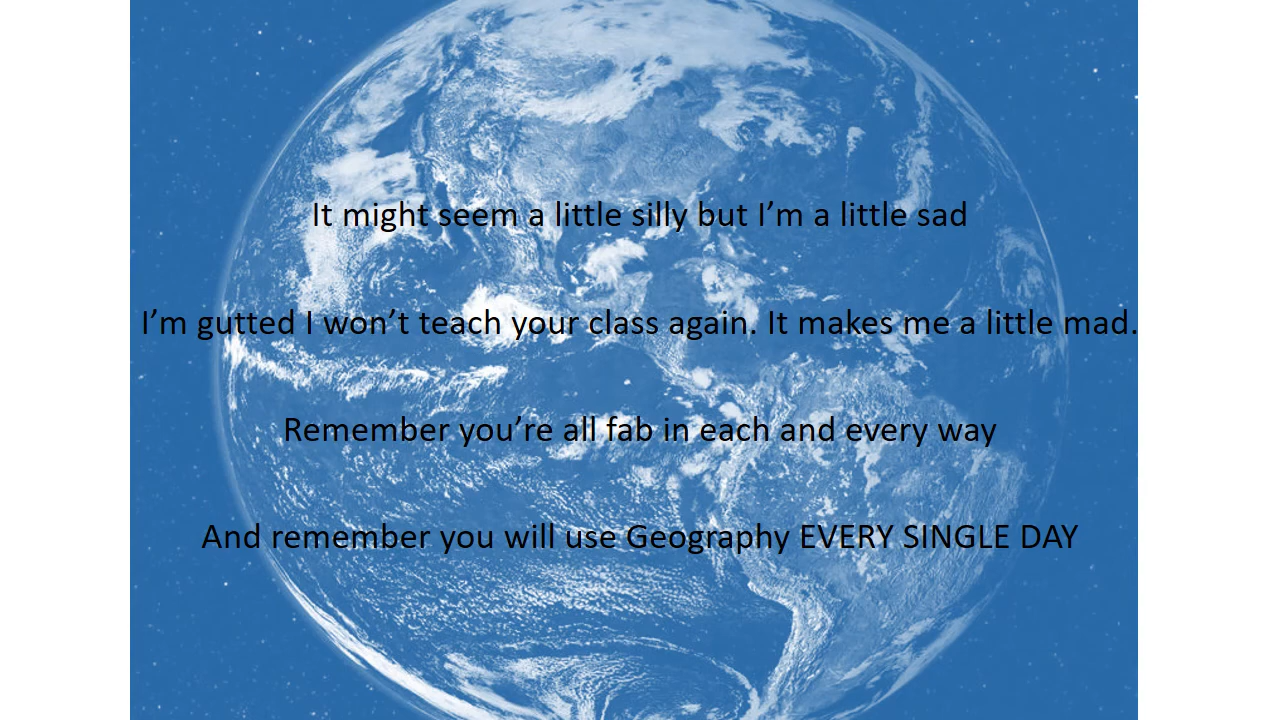 It might seem a little silly but I’m a little sad
I’m gutted I won’t teach your class again. It makes me a little mad.
Remember you’re all fab in each and every way
And remember you will use Geography EVERY SINGLE DAY